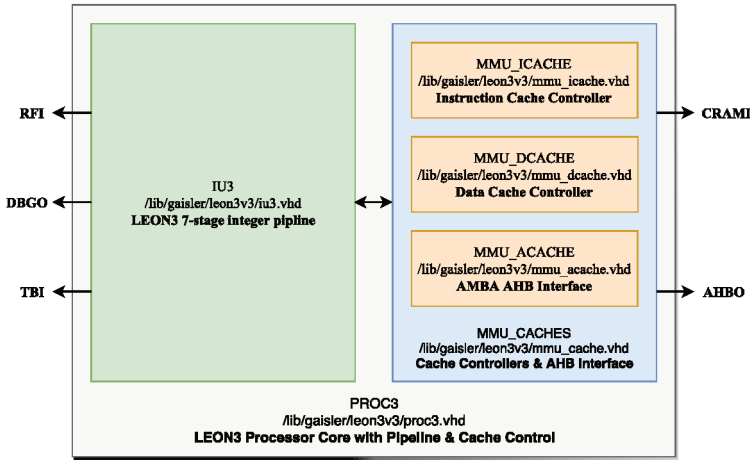 RFI
DBGO
TBI
IU3
/lib/gaisler/leon3v3/iu3.vhd
LEON3 7-stage integer pipline
MMU_ICACHE
/lib/gaisler/leon3v3/mmu_icache.vhd
Instruction Cache Controller
MMU_DCACHE
/lib/gaisler/leon3v3/mmu_dcache.vhd
Data Cache Controller
MMU_ACACHE
/lib/gaisler/leon3v3/mmu_acache.vhd
AMBA AHB Interface
MMU_CACHES
/lib/gaisler/leon3v3/mmu_cache.vhd
Cache Controllers & AHB Interface
CRAMI
AHBO
PROC3
/lib/gaisler/leon3v3/proc3.vhd
LEON3 Processor Core with Pipeline & Cache Control